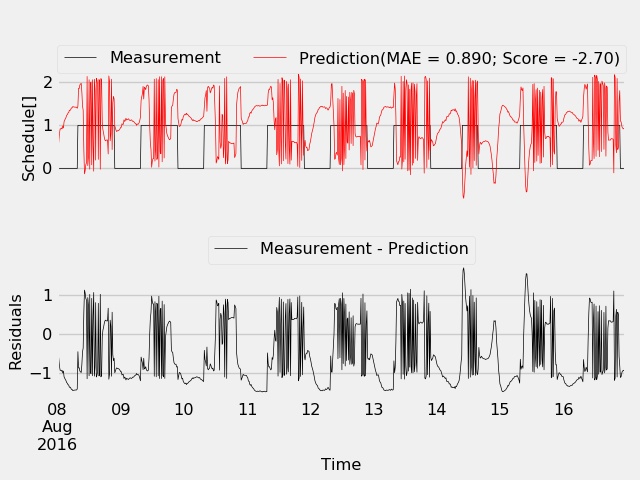 Measurement
Prediction(MAE = 0.890; Score = -2.70)
2
1
0
Schedule[]
Measurement - Prediction
1
0
−1
Residuals
08 09 10 11 12 13 14 15 16
Aug
2016
Time